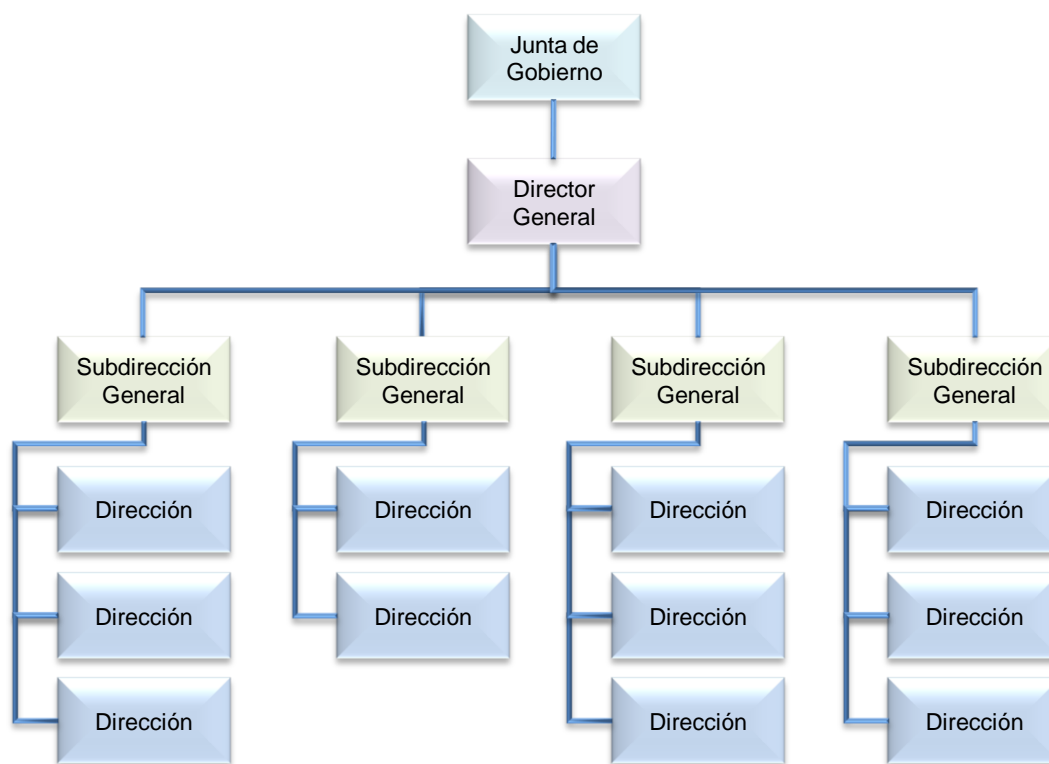 Junta de
Gobierno
Director
General
Subdirección
General
Subdirección
General
Subdirección
General
Subdirección
General
Dirección
Dirección
Dirección
Dirección
Dirección
Dirección
Dirección
Dirección
Dirección
Dirección
Dirección